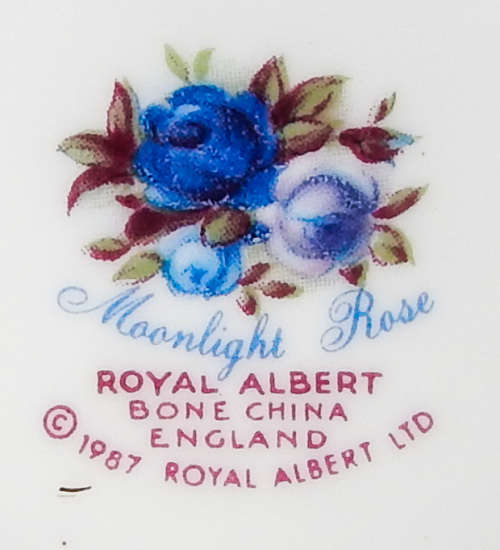 Moonlight Rose
ROYAL ALBERT
BONE CHINA
ENGLAND
© 1987 ROYAL ALBERT LTD